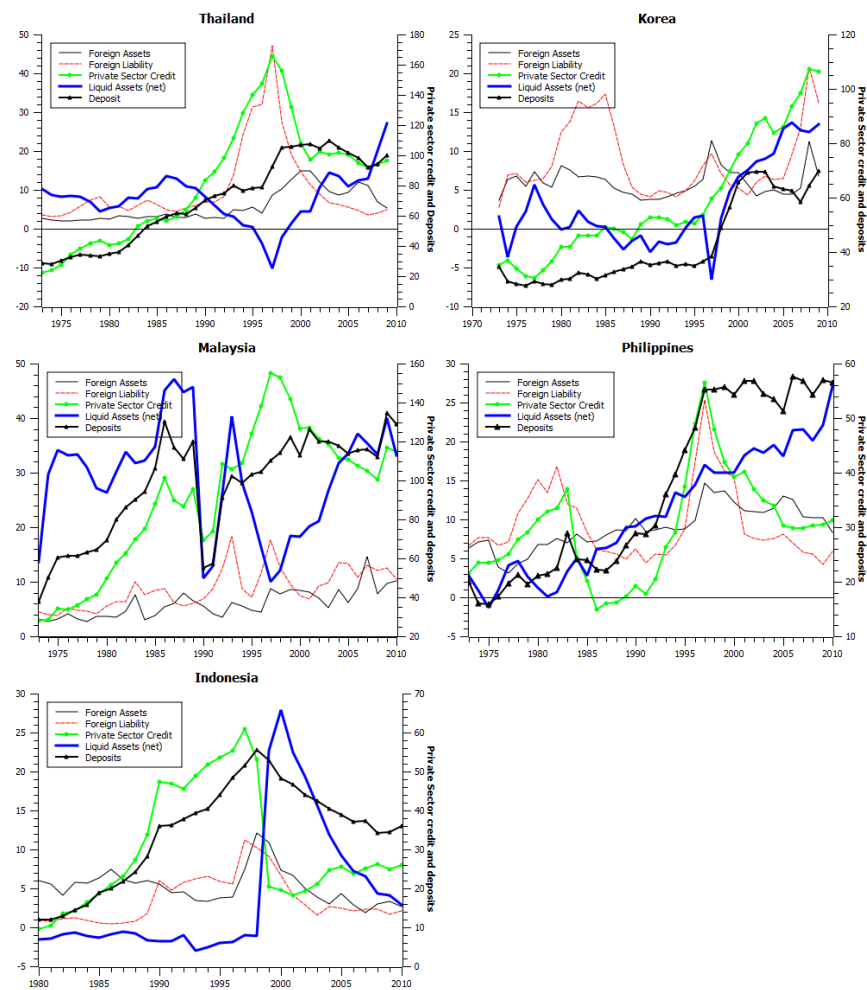 Thailand
50
40
30
20
10
0
-10
-20
180
160
140
120
100
80
60
40
20
0
Private sector credit and Deposits
Foreign Assets
Foreign Liability
Private Sector Credit
Liquid Assets (net)
Deposit
1975 1980 1985 1990 1995 2000 2005 2010
Korea
25
20
15
10
5
0
-5
-10
120
100
80
60
40
20
Private Sector credit and deposits
Foreign Assets
Foreign Liability
Private Sector Credit
Liquid Assets (net)
Deposit
1970 1975 1980 1985 1990 1995 2000 2005 2010
Malaysia
50
40
30
20
10
0
160
140
120
100
80
60
40
20
Private Sector credit and deposits
Foreign Assets
Foreign Liability
Private Sector Credit
Liquid Assets (net)
Deposits
1975 1980 1985 1990 1995 2000 2005 2010
Philippines
30
25
20
15
10
5
0
-5
60
50
40
30
20
10
Private sector credit and deposits
Foreign Assets
Foreign Liability
Private Sector Credit
Liquid Assets (net)
Deposits
1975 1980 1985 1990 1995 2000 2005 2010
Indonesia
30
25
20
15
10
5
0
-5
70
60
50
40
30
20
10
0
Private Sector credit and deposits
Foreign Assets
Foreign Liability
Private Sector Credit
Liquid Assets (net)
Deposits
1980 1985 1990 1995 2000 2005 2010